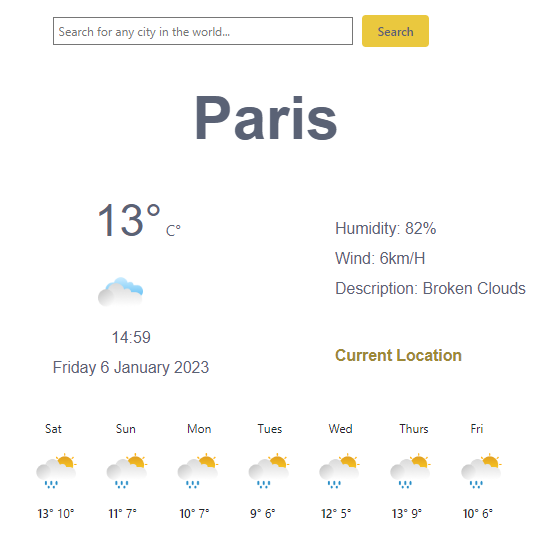 Search for any city in the world...
Search
Paris
13° C°
Humidity: 82%
Wind: 6km/H
Description: Broken Clouds
14:59
Friday 6 January 2023
Current Location
Sat Sun Mon Tues Wed Thurs Fri
13° 10° 11° 7° 10° 7° 9° 6° 12° 5° 13° 9° 10° 6°